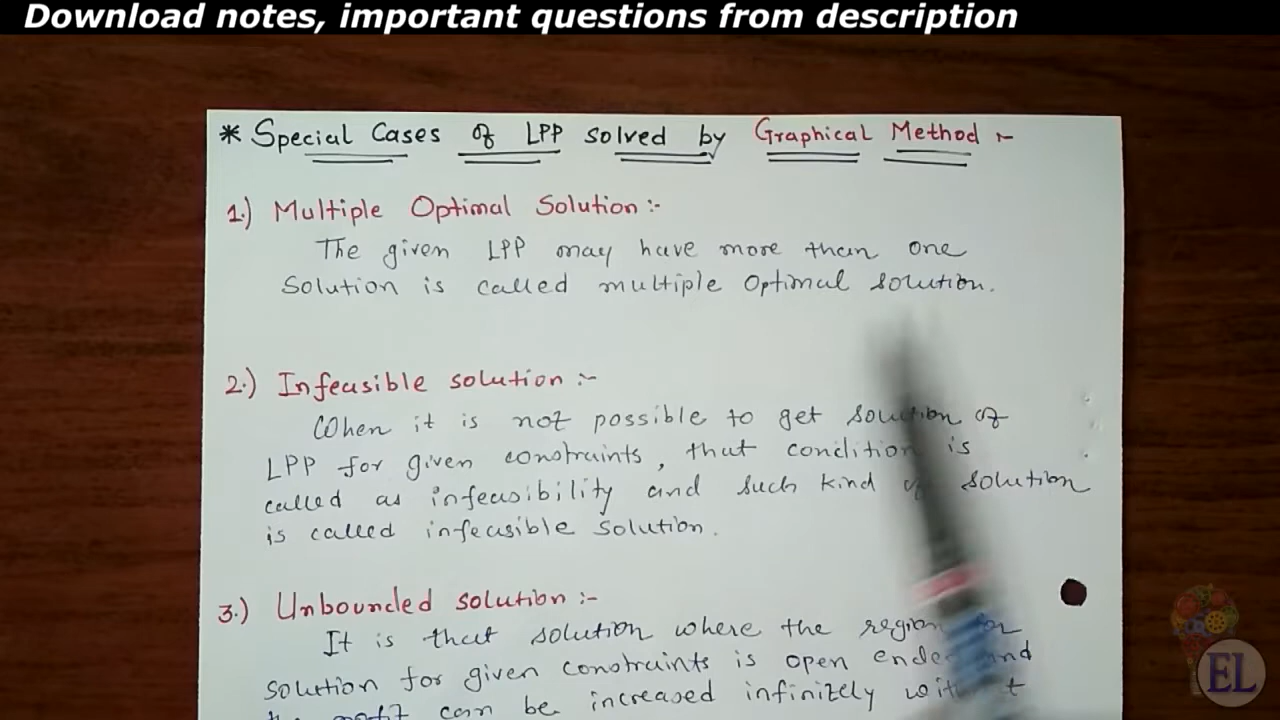 Download notes, important questions from description
* Special Cases of LPP solved by Graphical Method :-
1.) Multiple Optimal Solution :-
The given LPP may have more than one
Solution is called multiple Optimal solution.
2.) Infeasible solution :-
When it is not possible to get solution of
LPP for given constraints, that condition is
called as infeasibility and such kind solution
is called infeasible solution.
3.) Unbounded solution :-
It is that solution where the region for
solution for given constraints is open ended and
can be increased infinitely
EL